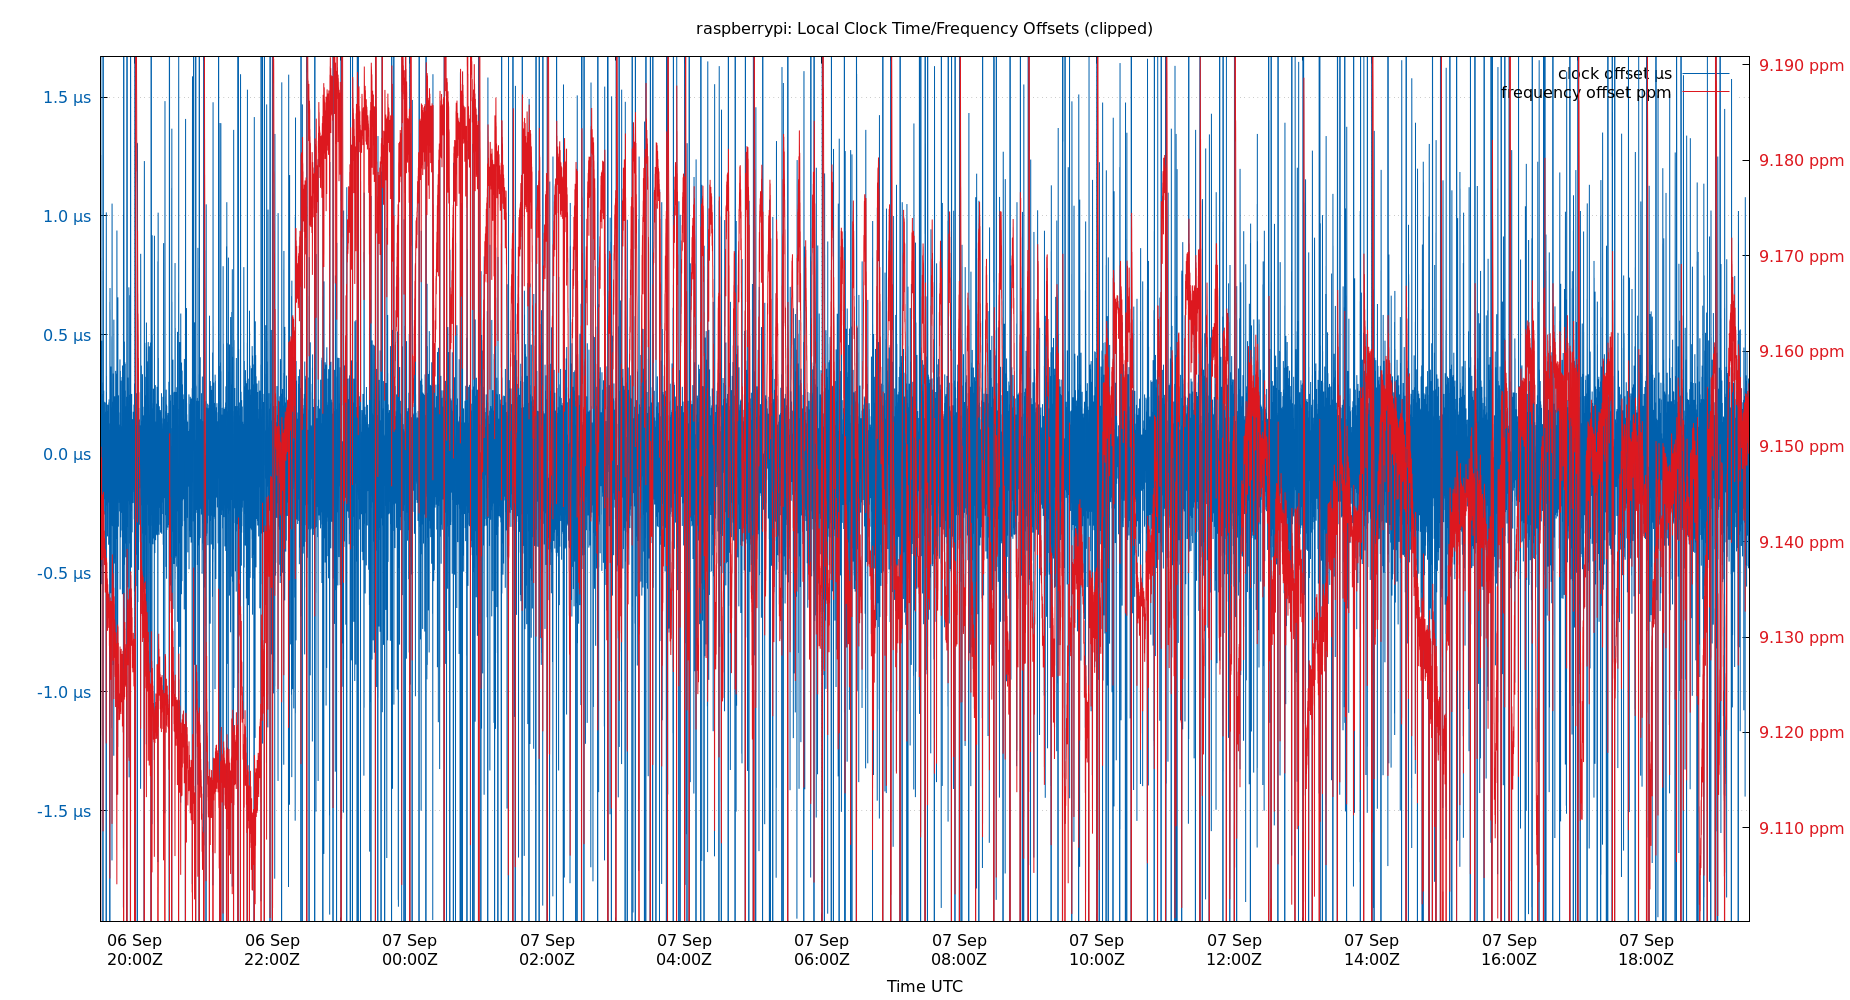 raspberrypi: Local Clock Time/Frequency Offsets (clipped)
clock offset µs
frequency offset ppm
1.5 µs
1.0 µs
0.5 µs
0.0 µs
-0.5 µs
-1.0 µs
-1.5 µs
9.190 ppm
9.180 ppm
9.170 ppm
9.160 ppm
9.150 ppm
9.140 ppm
9.130 ppm
9.120 ppm
9.110 ppm
06 Sep 06 Sep 07 Sep 07 Sep 07 Sep 07 Sep 07 Sep 07 Sep 07 Sep 07 Sep 07 Sep 07 Sep
20:00Z 22:00Z 00:00Z 02:00Z 04:00Z 06:00Z 08:00Z 10:00Z 12:00Z 14:00Z 16:00Z 18:00Z
Time UTC